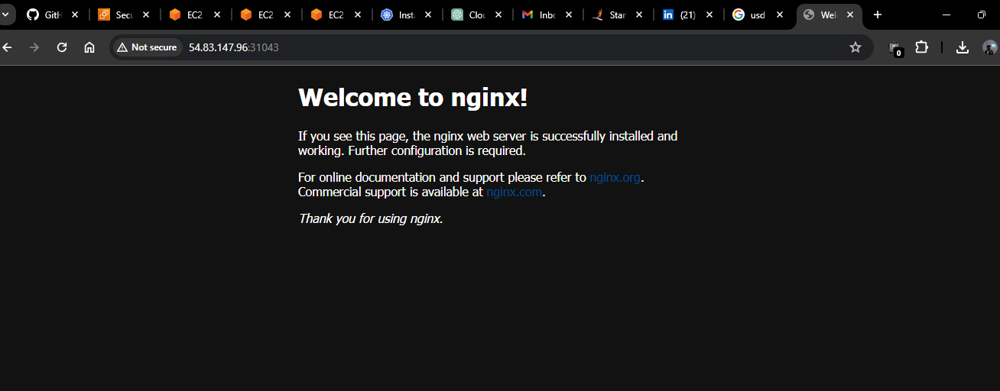 GitH
Secu
EC2
EC2
EC2
Insta
Clou
Inbo
Star
(21)
usd
Wel
Not secure
54.83.147.96:31043
0
Welcome to nginx!
If you see this page, the nginx web server is successfully installed and
working. Further configuration is required.
For online documentation and support please refer to nginx.org.
Commercial support is available at nginx.com.
Thank you for using nginx.